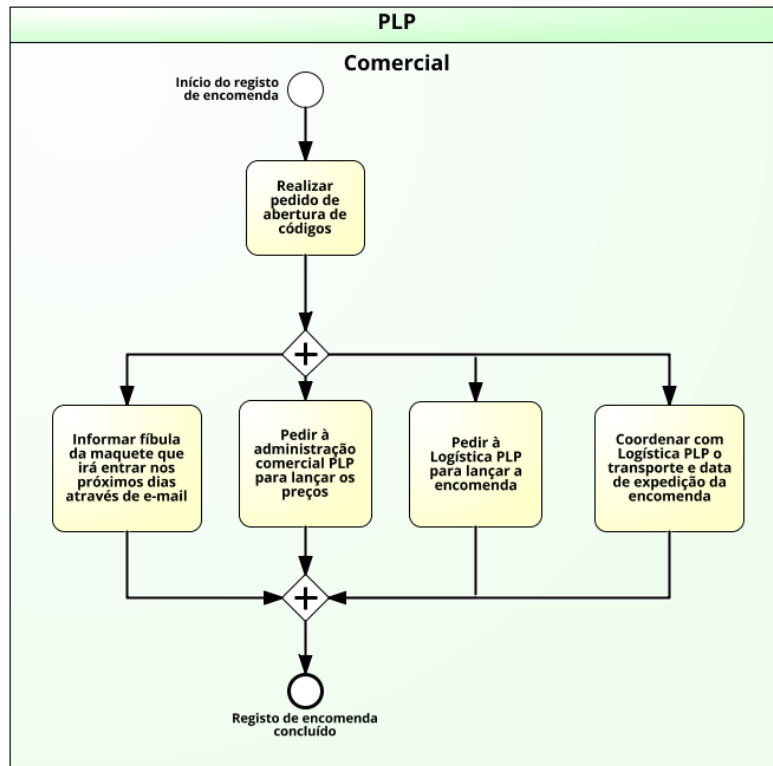 PLP
Comercial
Início do registo
de encomenda
Realizar
pedido de
abertura de
códigos
Informar fíbula
da maquete que
irá entrar nos
próximos dias
através de e-mail
Pedir à
administração
comercial PLP
para lançar os
preços
Pedir à
Logística PLP
para lançar a
encomenda
Coordenar com
Logística PLP o
transporte e data
de expedição da
encomenda
Registo de encomenda
concluído